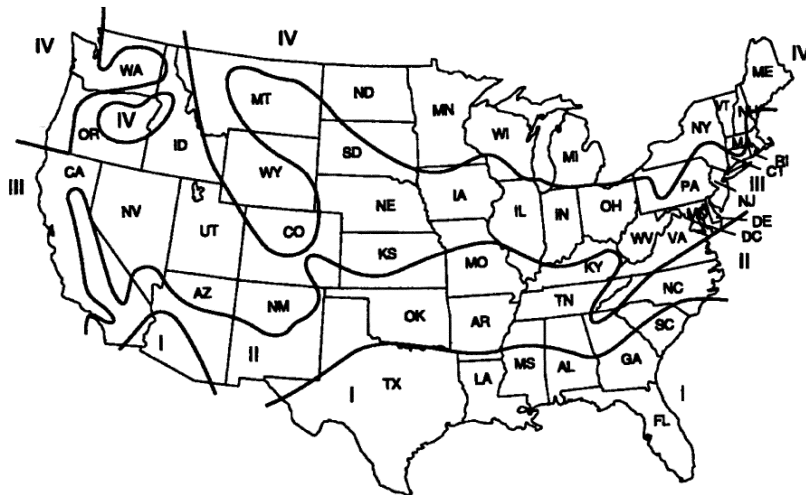 IV
IV
IV
WA
MT
ND
MN
ME
VT
NH
OR
IV
ID
SD
WI
MI
NY
MA
RI
CT
III
CA
WY
IA
PA
III
NJ
NV
UT
CO
NE
IL
IN
OH
MD
DE
DC
KS
MO
WV
VA
KY
II
AZ
NM
OK
AR
TN
NC
SC
I
II
MS
AL
GA
LA
I
TX
I
FL